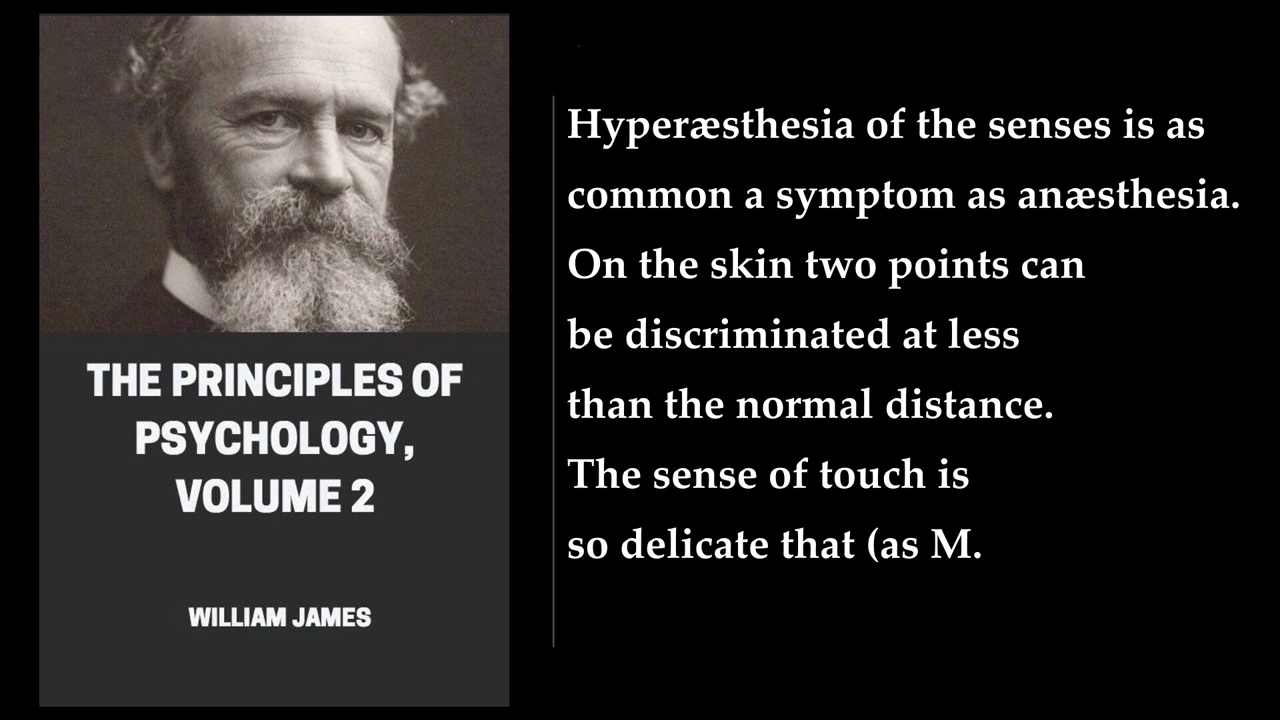 THE PRINCIPLES OF
PSYCHOLOGY,
VOLUME 2
WILLIAM JAMES
Hyperæsthesia of the senses is as
common a symptom as anæsthesia.
On the skin two points can
be discriminated at less
than the normal distance.
The sense of touch is
so delicate that (as M.